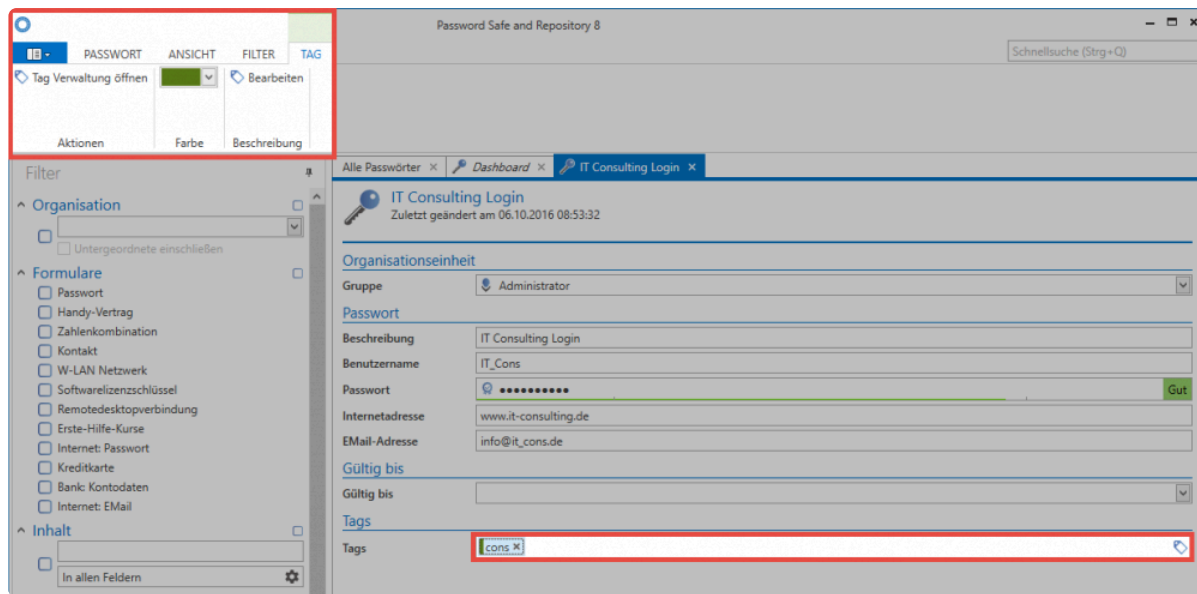 Password Safe and Repository 8
PASSWORT ANSICHT FILTER TAG
Schnellsuche (Strg+Q)
Tag Verwaltung öffnen
Bearbeiten
Aktionen Farbe Beschreibung
Filter
Organisation
Untergeordnete einschließen
Formulare
Passwort
Handy-Vertrag
Zahlenkombination
Kontakt
W-LAN Netzwerk
Softwarelizenzschlüssel
Remotedesktopverbindung
Erste-Hilfe-Kurse
Internet: Passwort
Kreditkarte
Bank: Kontodaten
Internet: EMail
Inhalt
In allen Feldern
Alle Passwörter Dashboard IT Consulting Login
IT Consulting Login
Zuletzt geändert am 06.10.2016 08:53:32
Organisationseinheit
Gruppe Administrator
Passwort
Beschreibung IT Consulting Login
Benutzername IT_Cons
Passwort •••••••••• Gut
Internetadresse www.it-consulting.de
EMail-Adresse info@it_cons.de
Gültig bis
Gültig bis
Tags
Tags cons